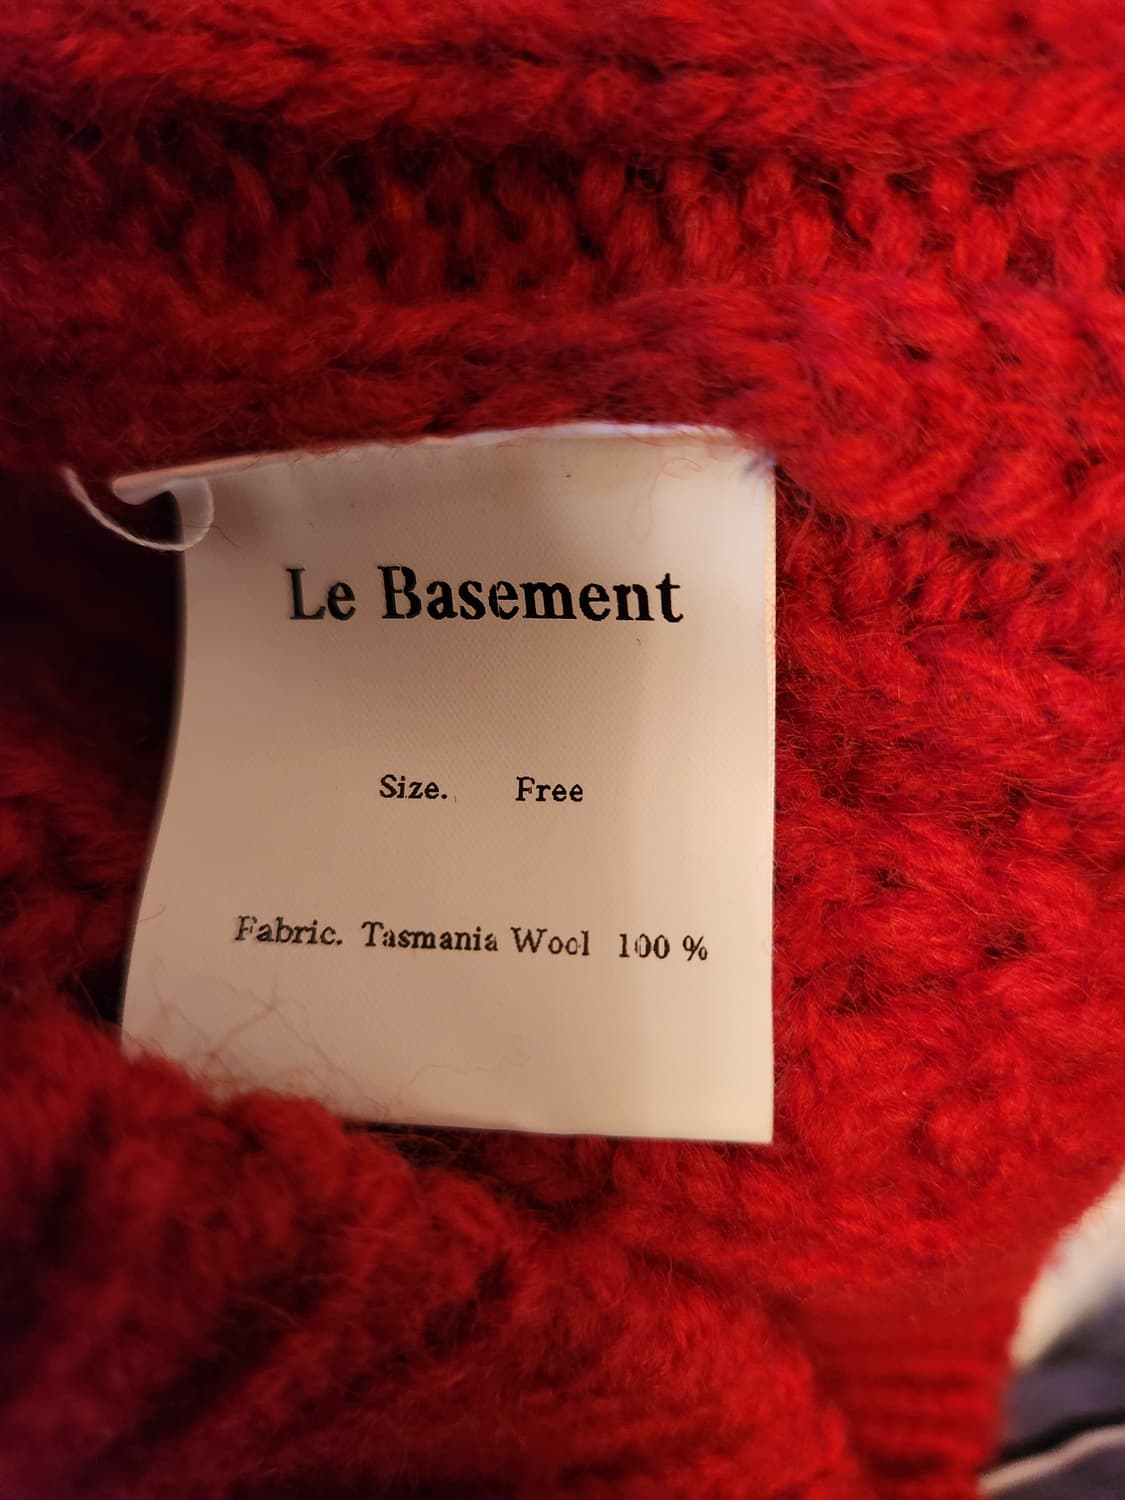 Le Basement
Size. Free
Fabric. Tasmania Wool 100 %